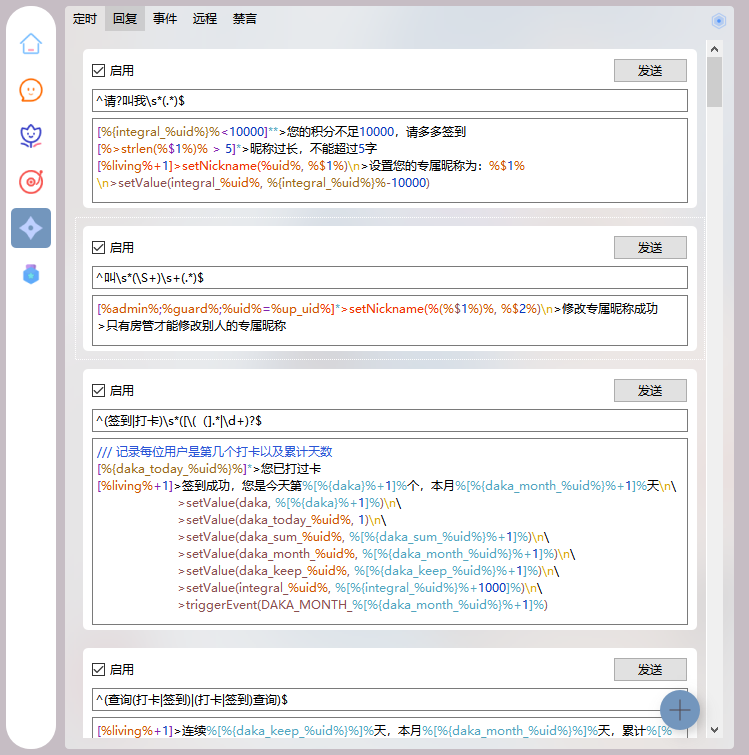 定时 回复 事件 远程 禁言
启用 发送
^请?叫我\s*(.*)$
[%{integral_%uid%}%<10000]**>您的积分不足10000，请多多签到
[%>strlen(%$1%)% > 5]*>昵称过长，不能超过5字
[%living%+1]>setNickname(%uid%, %$1%)\n>设置您的专属昵称为：%$1%
\n>setValue(integral_%uid%, %{integral_%uid%}%-10000)
启用 发送
^叫\s*(\S+)\s+(.*)$
[%admin%;%guard%;%uid%=%up_uid%]*>setNickname(%(%$1%)%, %$2%)\n>修改专属昵称成功
>只有房管才能修改别人的专属昵称
启用 发送
^(签到|打卡)\s*([\(（].*|\d+)?$
/// 记录每位用户是第几个打卡以及累计天数
[%{daka_today_%uid%}%]*>您已打过卡
[%living%+1]>签到成功，您是今天第%[%{daka}%+1]%个，本月%[%{daka_month_%uid%}%+1]%天\n\
>setValue(daka, %[%{daka}%+1]%)\n\
>setValue(daka_today_%uid%, 1)\n\
>setValue(daka_sum_%uid%, %[%{daka_sum_%uid%}%+1]%)\n\
>setValue(daka_month_%uid%, %[%{daka_month_%uid%}%+1]%)\n\
>setValue(daka_keep_%uid%, %[%{daka_keep_%uid%}%+1]%)\n\
>setValue(integral_%uid%, %[%{integral_%uid%}%+1000]%)\n\
>triggerEvent(DAKA_MONTH_%[%{daka_month_%uid%}%+1]%)
启用 发送
^(查询(打卡|签到)|(打卡|签到)查询)$
[%living%+1]>连续%[%{daka_keep_%uid%}%]%天，本月%[%{daka_month_%uid%}%]%天，累计%[%